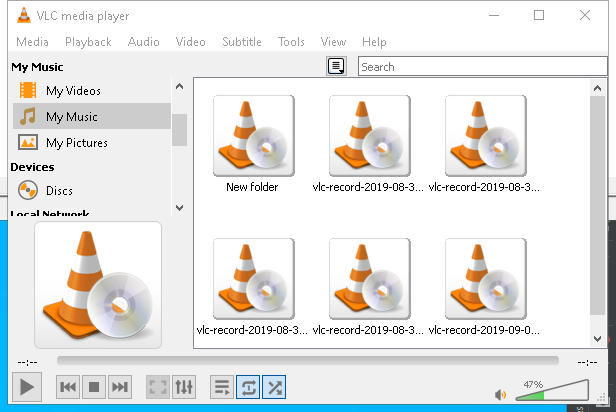 VLC media player
Media Playback Audio Video Subtitle Tools View Help
My Music
Search
My Videos
My Music
My Pictures
Devices
Discs
Local Network
New folder
vlc-record-2019-08-3...
vlc-record-2019-08-3...
vlc-record-2019-08-3...
vlc-record-2019-08-3...
vlc-record-2019-09-0...
--:--
--:--
47%